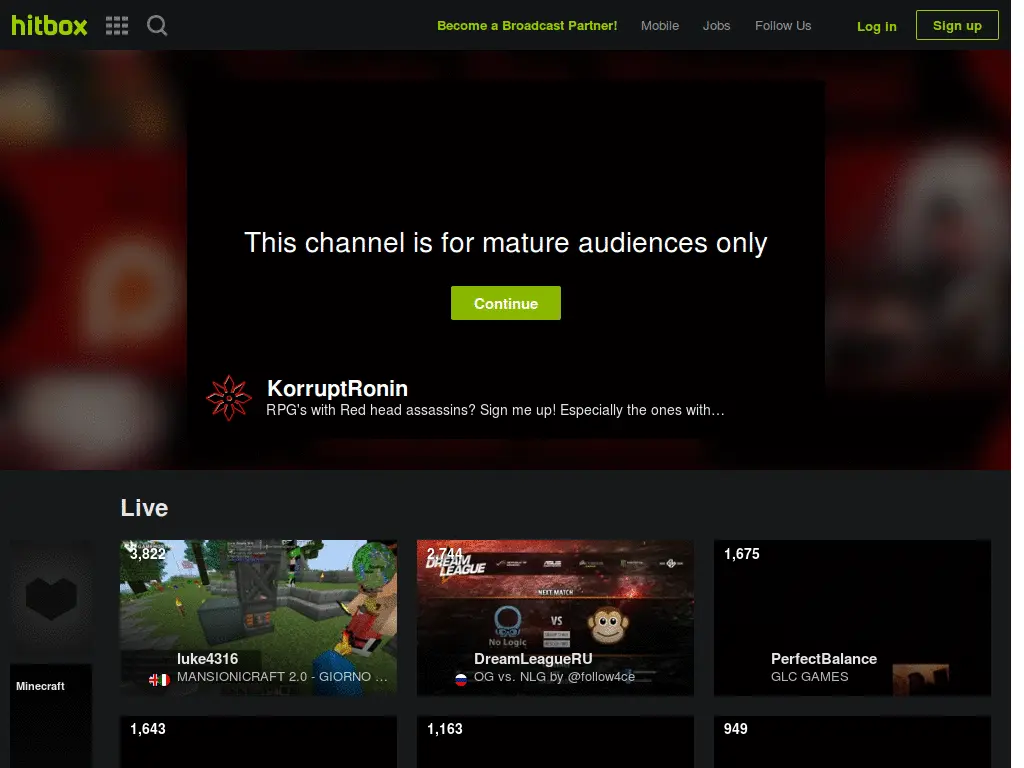 hitbox
Become a Broadcast Partner!
Mobile
Jobs
Follow Us
Log in
Sign up
This channel is for mature audiences only
Continue
KorruptRonin
RPG's with Red head assassins? Sign me up! Especially the ones with…
Live
3,822
luke4316
MANSIONICRAFT 2.0 - GIORNO …
2,744
DREAM
LEAGUE
NEXT MATCH
VS
No Logic
DreamLeagueRU
OG vs. NLG by @follow4ce
1,675
PerfectBalance
GLC GAMES
Minecraft
1,643
1,163
949